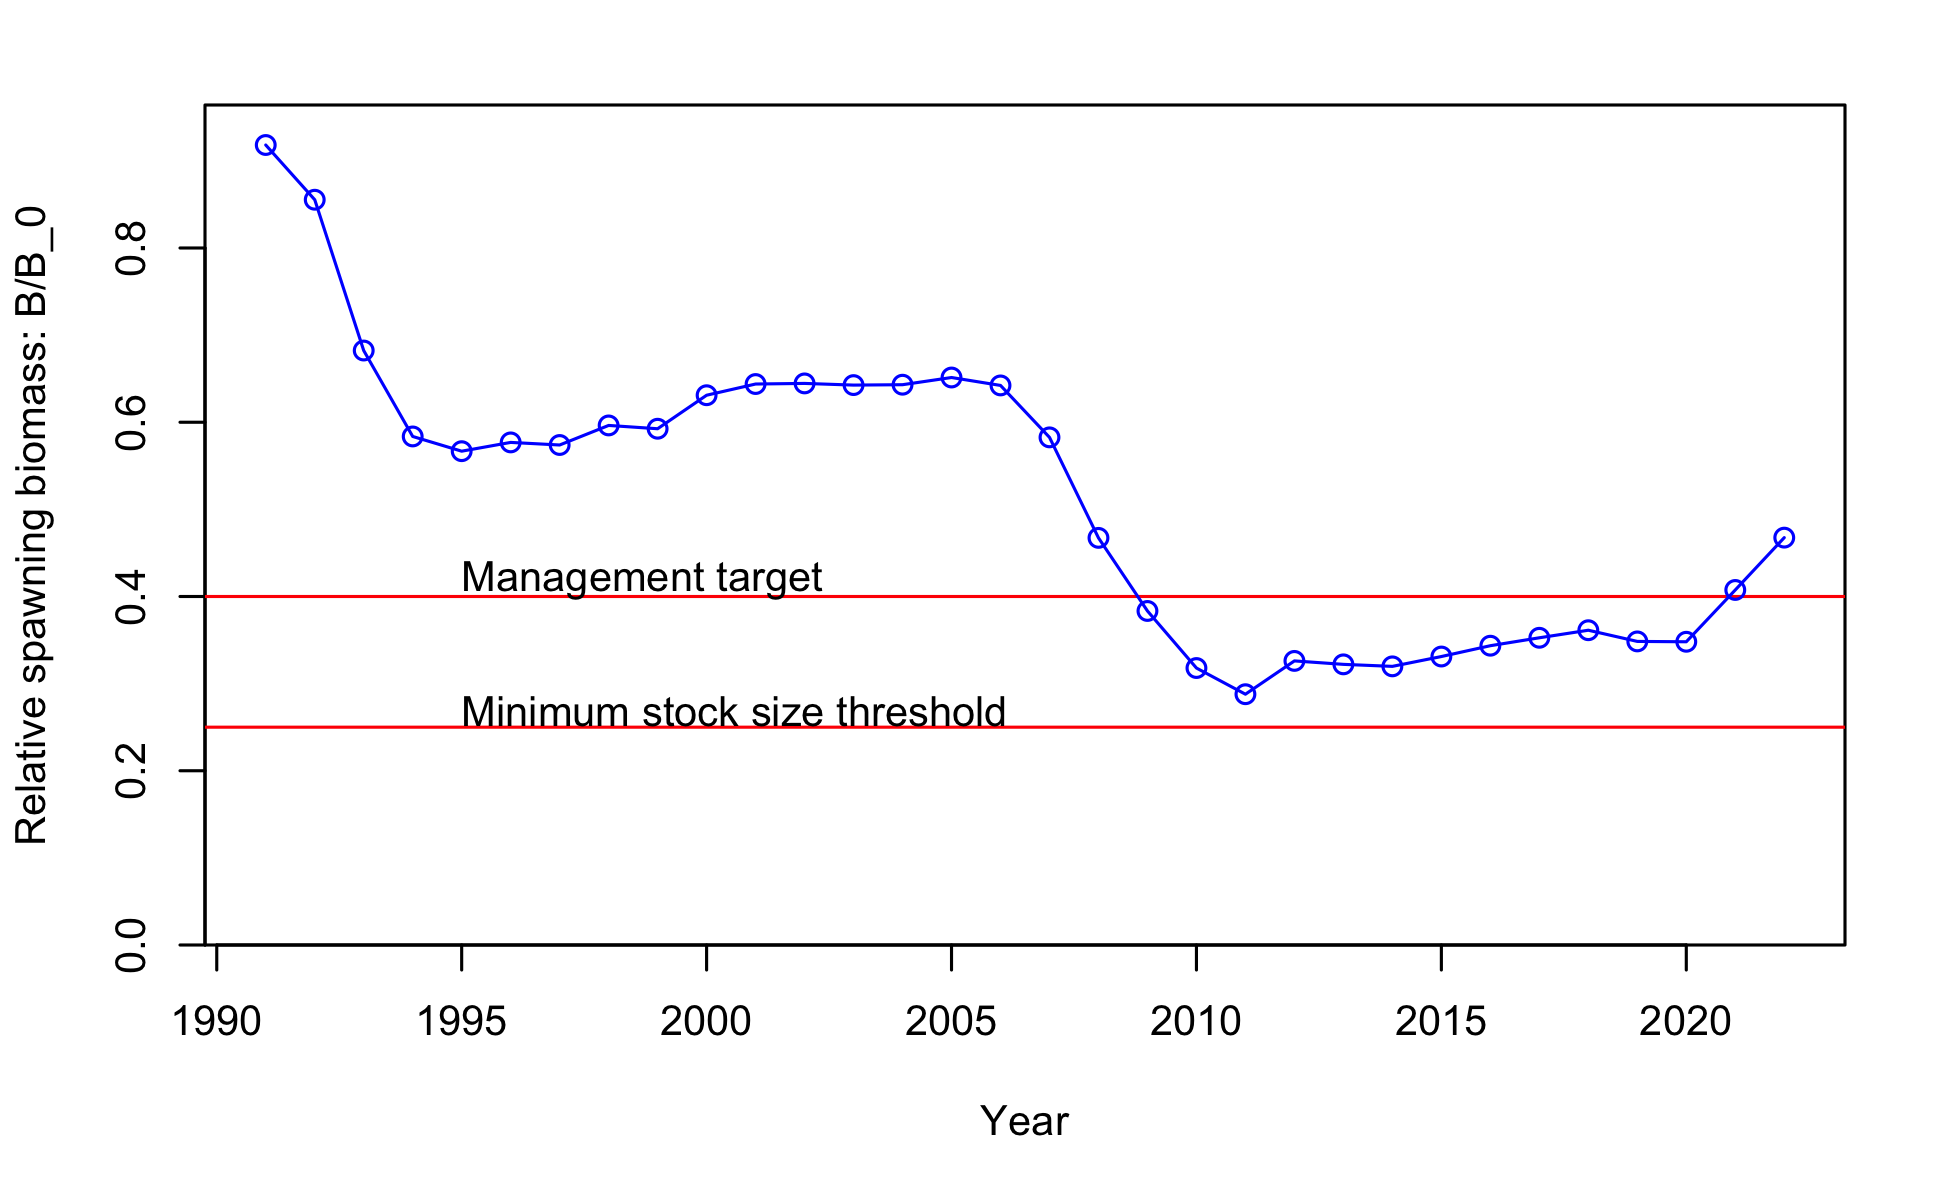 Relative spawning biomass: B/B_0
0.8
0.6
0.4
0.2
0.0
Management target
Minimum stock size threshold
1990 1995 2000 2005 2010 2015 2020
Year